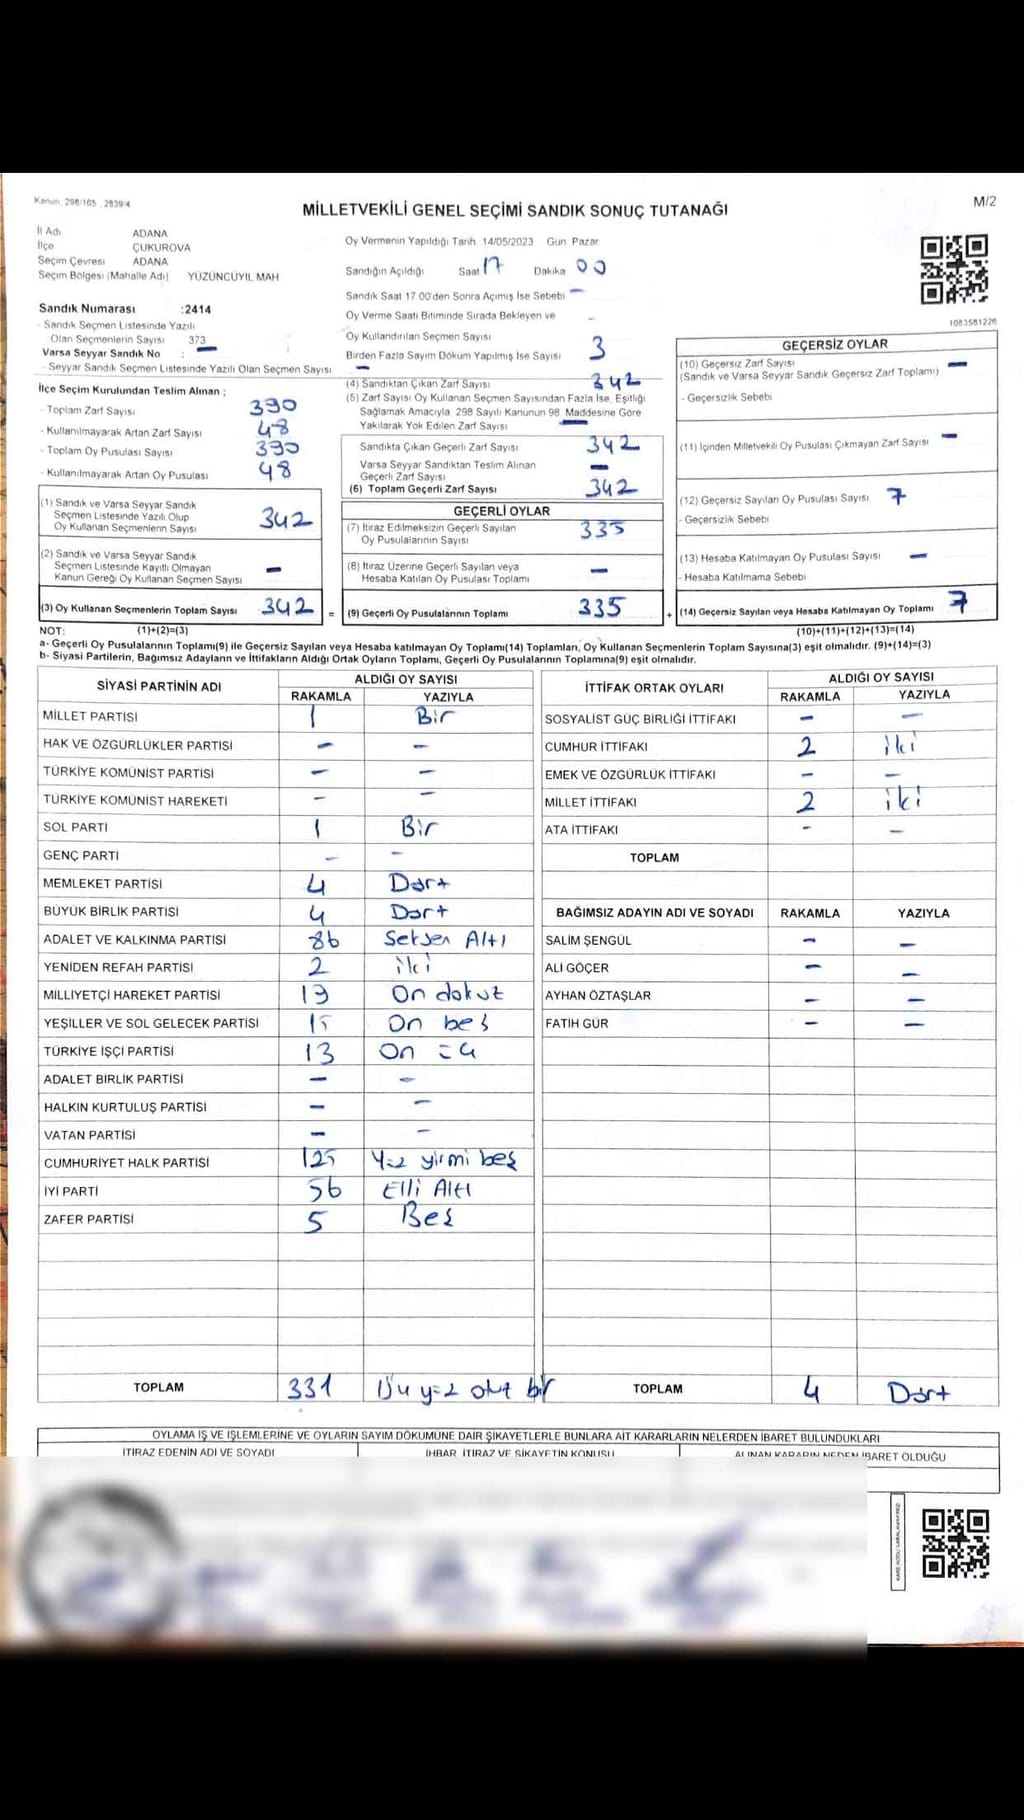 Kanun, 298/105 , 2839/4
MİLLETVEKİLİ GENEL SEÇİMİ SANDIK SONUÇ TUTANAĞI
M/2
İl Adı ADANA
İlçe ÇUKUROVA
Seçim Çevresi ADANA
Seçim Bölgesi (Mahalle Adı) YÜZÜNCÜYIL MAH
Oy Vermenin Yapıldığı Tarih 14/05/2023 Gün Pazar
Sandığın Açıldığı Saat 17 Dakika 00
Sandık Saat 17 00'den Sonra Açımış İse Sebebi -
Oy Verme Saati Bitiminde Sırada Bekleyen ve -
Oy Kullandırılan Seçmen Sayısı
Birden Fazla Sayım Döküm Yapılmış İse Sayısı 3
Sandık Numarası :2414
- Sandık Seçmen Listesinde Yazılı
Olan Seçmenlerin Sayısı 373
Varsa Seyyar Sandık No : -
- Seyyar Sandık Seçmen Listesinde Yazılı Olan Seçmen Sayısı -
İlçe Seçim Kurulundan Teslim Alınan ;
- Toplam Zarf Sayısı 390
- Kullanılmayarak Artan Zarf Sayısı 48
- Toplam Oy Pusulası Sayısı 390
- Kullanılmayarak Artan Oy Pusulası 48
(1) Sandık ve Varsa Seyyar Sandık
Seçmen Listesinde Yazılı Olup
Oy Kullanan Seçmenlerin Sayısı 342
(2) Sandık ve Varsa Seyyar Sandık
Seçmen Listesinde Kayıtlı Olmayan
Kanun Gereği Oy Kullanan Seçmen Sayısı -
(3) Oy Kullanan Seçmenlerin Toplam Sayısı 342 =
(1)+(2)=(3)
(4) Sandıktan Çıkan Zarf Sayısı 342
(5) Zarf Sayısı Oy Kullanan Seçmen Sayısından Fazla İse, Eşitliği
Sağlamak Amacıyla 298 Sayılı Kanunun 98. Maddesine Göre
Yakılarak Yok Edilen Zarf Sayısı -
Sandıkta Çıkan Geçerli Zarf Sayısı 342
Varsa Seyyar Sandıktan Teslim Alınan
Geçerli Zarf Sayısı -
(6) Toplam Geçerli Zarf Sayısı 342
GEÇERLİ OYLAR
(7) İtiraz Edilmeksizin Geçerli Sayılan
Oy Pusulalarının Sayısı 335
(8) İtiraz Üzerine Geçerli Sayılan veya
Hesaba Katılan Oy Pusulası Toplamı -
(9) Geçerli Oy Pusulalarının Toplamı 335 +
1083581226
GEÇERSİZ OYLAR
(10) Geçersiz Zarf Sayısı -
(Sandık ve Varsa Seyyar Sandık Geçersiz Zarf Toplamı)
- Geçersizlik Sebebi
(11) İçinden Milletvekili Oy Pusulası Çıkmayan Zarf Sayısı -
(12) Geçersiz Sayılan Oy Pusulası Sayısı 7
- Geçersizlik Sebebi
(13) Hesaba Katılmayan Oy Pusulası Sayısı -
- Hesaba Katılmama Sebebi
(14) Geçersiz Sayılan veya Hesaba Katılmayan Oy Toplamı 7
(10)+(11)+(12)+(13)=(14)
NOT:
a- Geçerli Oy Pusulalarının Toplamı(9) ile Geçersiz Sayılan veya Hesaba katılmayan Oy Toplamı(14) Toplamları, Oy Kullanan Seçmenlerin Toplam Sayısına(3) eşit olmalıdır. (9)+(14)=(3)
b- Siyasi Partilerin, Bağımsız Adayların ve İttifakların Aldığı Ortak Oyların Toplamı, Geçerli Oy Pusulalarının Toplamına(9) eşit olmalıdır.
SİYASİ PARTİNİN ADI ALDIĞI OY SAYISI
RAKAMLA YAZIYLA
MİLLET PARTİSİ 1 Bir
HAK VE ÖZGÜRLÜKLER PARTİSİ - -
TÜRKİYE KOMÜNİST PARTİSİ - -
TÜRKİYE KOMÜNİST HAREKETİ - -
SOL PARTİ 1 Bir
GENÇ PARTİ - -
MEMLEKET PARTİSİ 4 Dört
BÜYÜK BİRLİK PARTİSİ 4 Dört
ADALET VE KALKINMA PARTİSİ 86 Seksen Altı
YENİDEN REFAH PARTİSİ 2 iki
MİLLİYETÇİ HAREKET PARTİSİ 19 On dokuz
YEŞİLLER VE SOL GELECEK PARTİSİ 15 On beş
TÜRKİYE İŞÇİ PARTİSİ 13 On üç
ADALET BİRLİK PARTİSİ - -
HALKIN KURTULUŞ PARTİSİ - -
VATAN PARTİSİ - -
CUMHURİYET HALK PARTİSİ 125 Yüz yirmi beş
İYİ PARTİ 56 Elli Altı
ZAFER PARTİSİ 5 Beş
TOPLAM 331 Üç yüz otuz bir
İTTİFAK ORTAK OYLARI ALDIĞI OY SAYISI
RAKAMLA YAZIYLA
SOSYALİST GÜÇ BİRLİĞİ İTTİFAKI - -
CUMHUR İTTİFAKI 2 iki
EMEK VE ÖZGÜRLÜK İTTİFAKI - -
MİLLET İTTİFAKI 2 iki
ATA İTTİFAKI - -
TOPLAM
BAĞIMSIZ ADAYIN ADI VE SOYADI RAKAMLA YAZIYLA
SALİM ŞENGÜL - -
ALİ GÖÇER - -
AYHAN ÖZTAŞLAR - -
FATİH GÜR - -
TOPLAM 4 Dört
OYLAMA İŞ VE İŞLEMLERİNE VE OYLARIN SAYIM DÖKÜMÜNE DAİR ŞİKAYETLERLE BUNLARA AİT KARARLARIN NELERDEN İBARET BULUNDUKLARI
İTİRAZ EDENİN ADI VE SOYADI İHBAR, İTİRAZ VE ŞİKAYETİN KONUSU ALINAN KARARIN NEDEN İBARET OLDUĞU